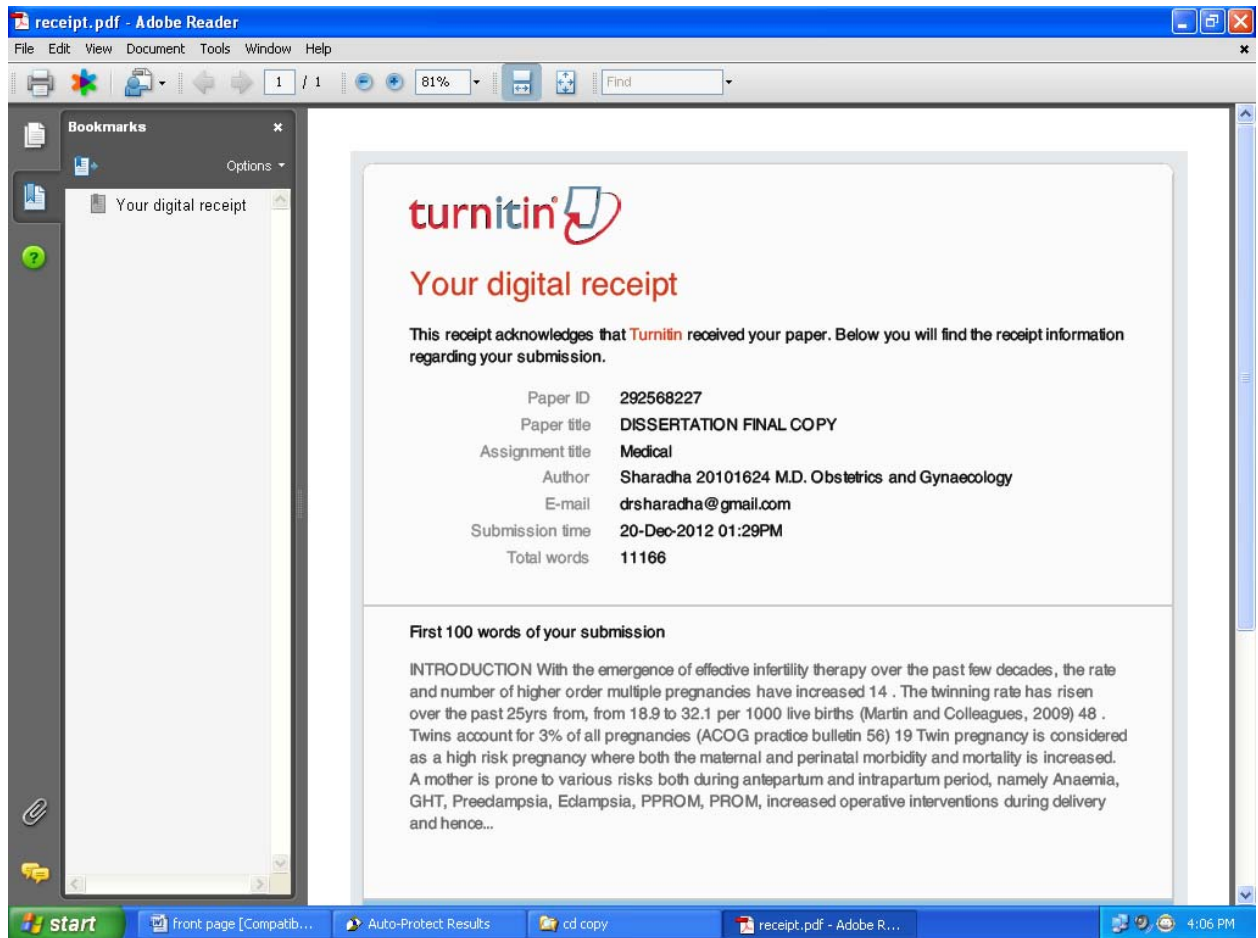 receipt.pdf - Adobe Reader
File Edit View Document Tools Window Help
1 / 1 81% Find
Bookmarks
Options
Your digital receipt
turnitin
Your digital receipt
This receipt acknowledges that Turnitin received your paper. Below you will find the receipt information
regarding your submission.
Paper ID 292568227
Paper title DISSERTATION FINAL COPY
Assignment title Medical
Author Sharadha 20101624 M.D. Obstetrics and Gynaecology
E-mail drsharadha@gmail.com
Submission time 20-Dec-2012 01:29PM
Total words 11166
First 100 words of your submission
INTRODUCTION With the emergence of effective infertility therapy over the past few decades, the rate
and number of higher order multiple pregnancies have increased 14 . The twinning rate has risen
over the past 25yrs from, from 18.9 to 32.1 per 1000 live births (Martin and Colleagues, 2009) 48 .
Twins account for 3% of all pregnancies (ACOG practice bulletin 56) 19 Twin pregnancy is considered
as a high risk pregnancy where both the maternal and perinatal morbidity and mortality is increased.
A mother is prone to various risks both during antepartum and intrapartum period, namely Anaemia,
GHT, Preeclampsia, Eclampsia, PPROM, PROM, increased operative interventions during delivery
and hence...
start front page [Compatib... Auto-Protect Results cd copy receipt.pdf - Adobe R... 4:06 PM